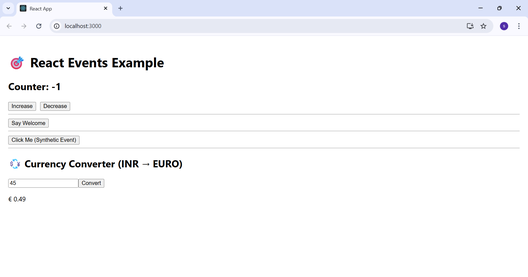 React App
localhost:3000
🎯 React Events Example
Counter: -1
Increase Decrease
Say Welcome
Click Me (Synthetic Event)
💱 Currency Converter (INR → EURO)
45 Convert
€ 0.49